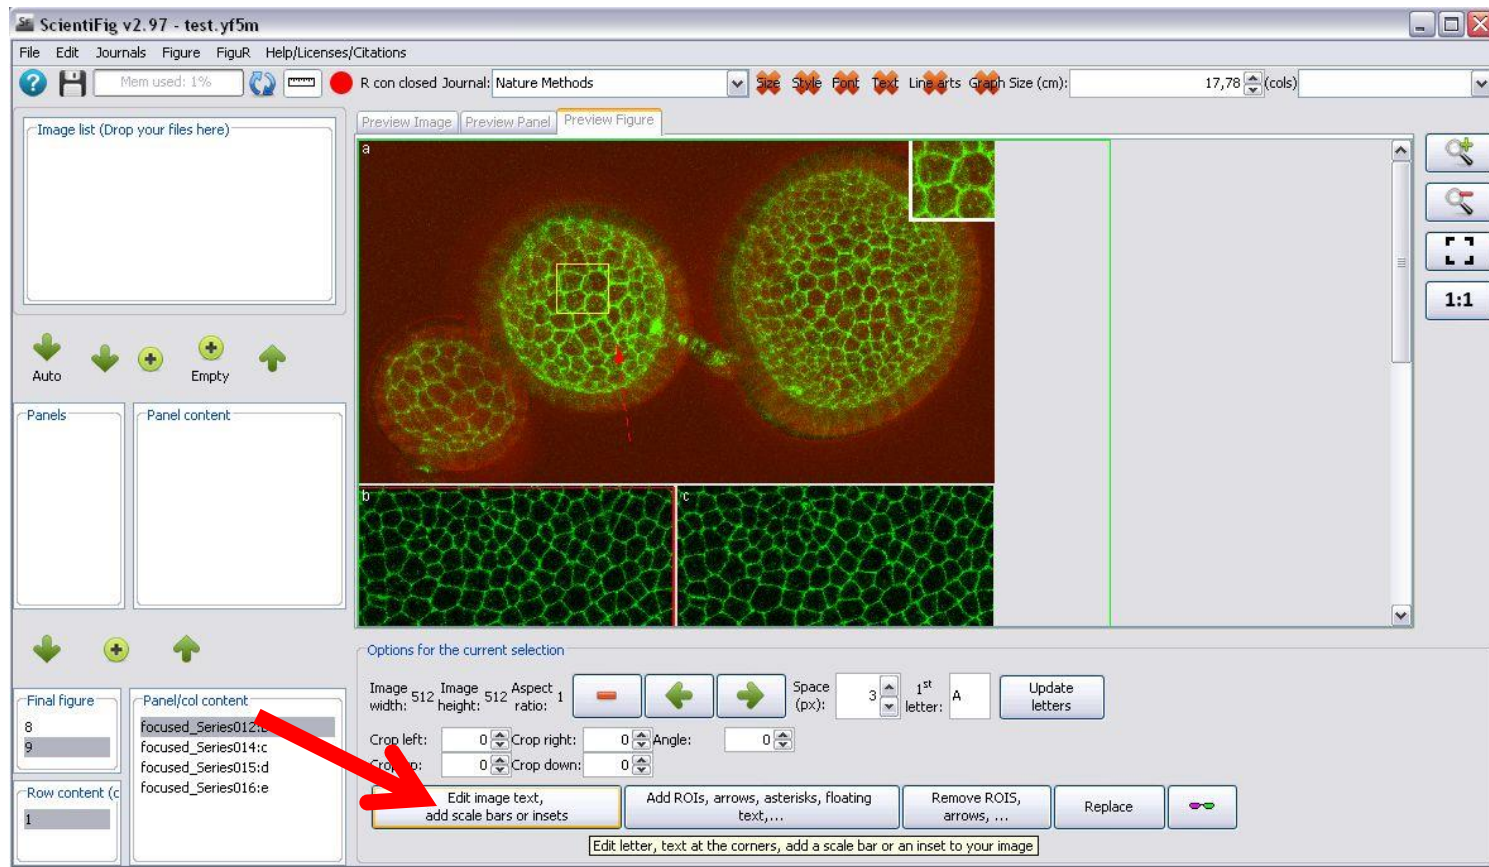 ScientiFig v2.97 - test.yf5m
File Edit Journals Figure FiguR Help/Licenses/Citations
Mem used: 1% R con closed Journal: Nature Methods Size Style Font Text Line arts Graph Size (cm): 17,78 (cols)
Image list (Drop your files here)
Preview Image Preview Panel Preview Figure
a
1:1
Auto Empty
Panels Panel content
b c
Options for the current selection
Image width: 512 Image height: 512 Aspect ratio: 1 Space (px): 3 1st letter: A Update letters
Final figure Panel/col content
8
9
focused_Series012:b
focused_Series014:c
focused_Series015:d
focused_Series016:e
Crop left: 0 Crop right: 0 Angle: 0
0 Crop down: 0
Row content (c
1
Edit image text,
add scale bars or insets
Add ROIs, arrows, asterisks, floating
text,...
Remove ROIS,
arrows, ...
Replace
Edit letter, text at the corners, add a scale bar or an inset to your image